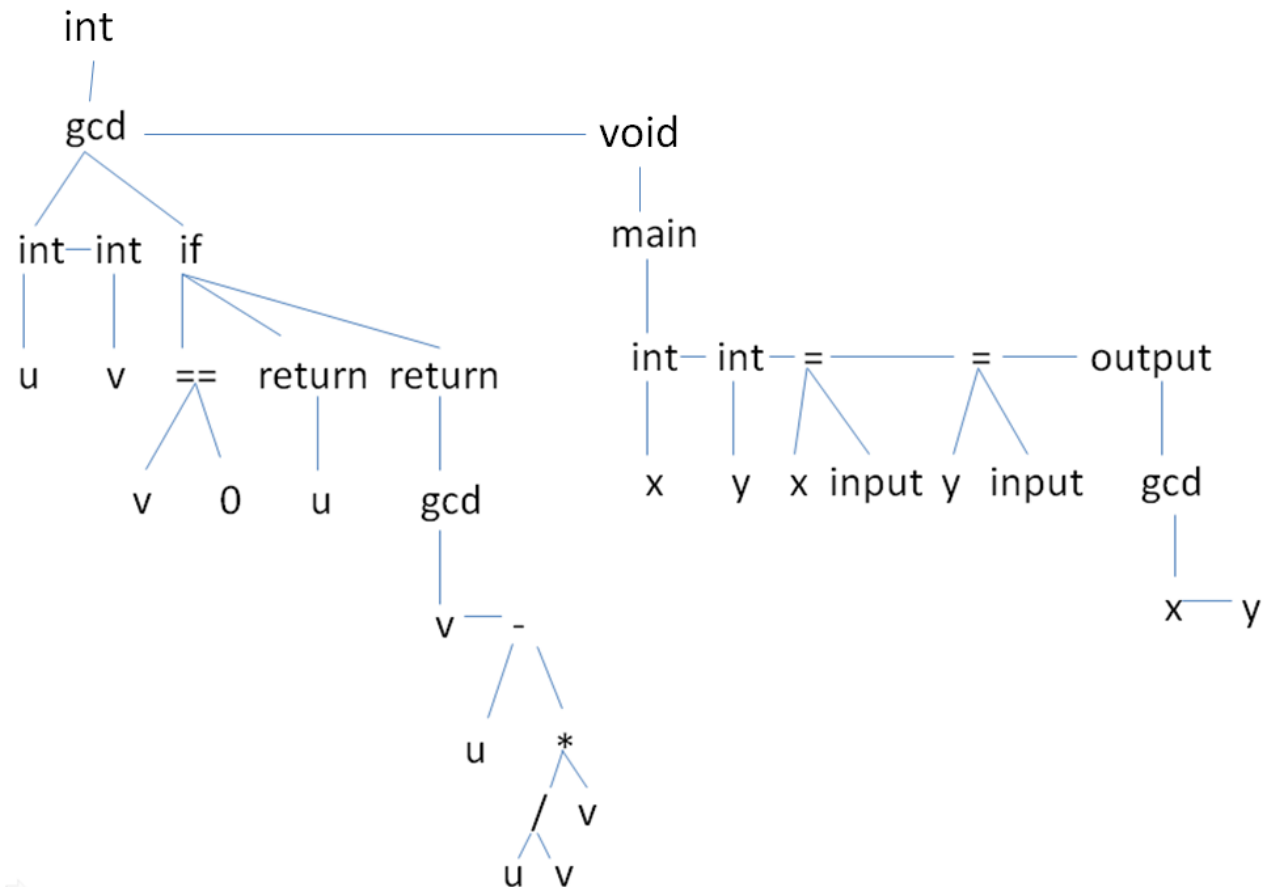 int
gcd void
int int if main
u v == return return int int = = output
v 0 u gcd x y x input y input gcd
v - x y
u *
/ v
u v